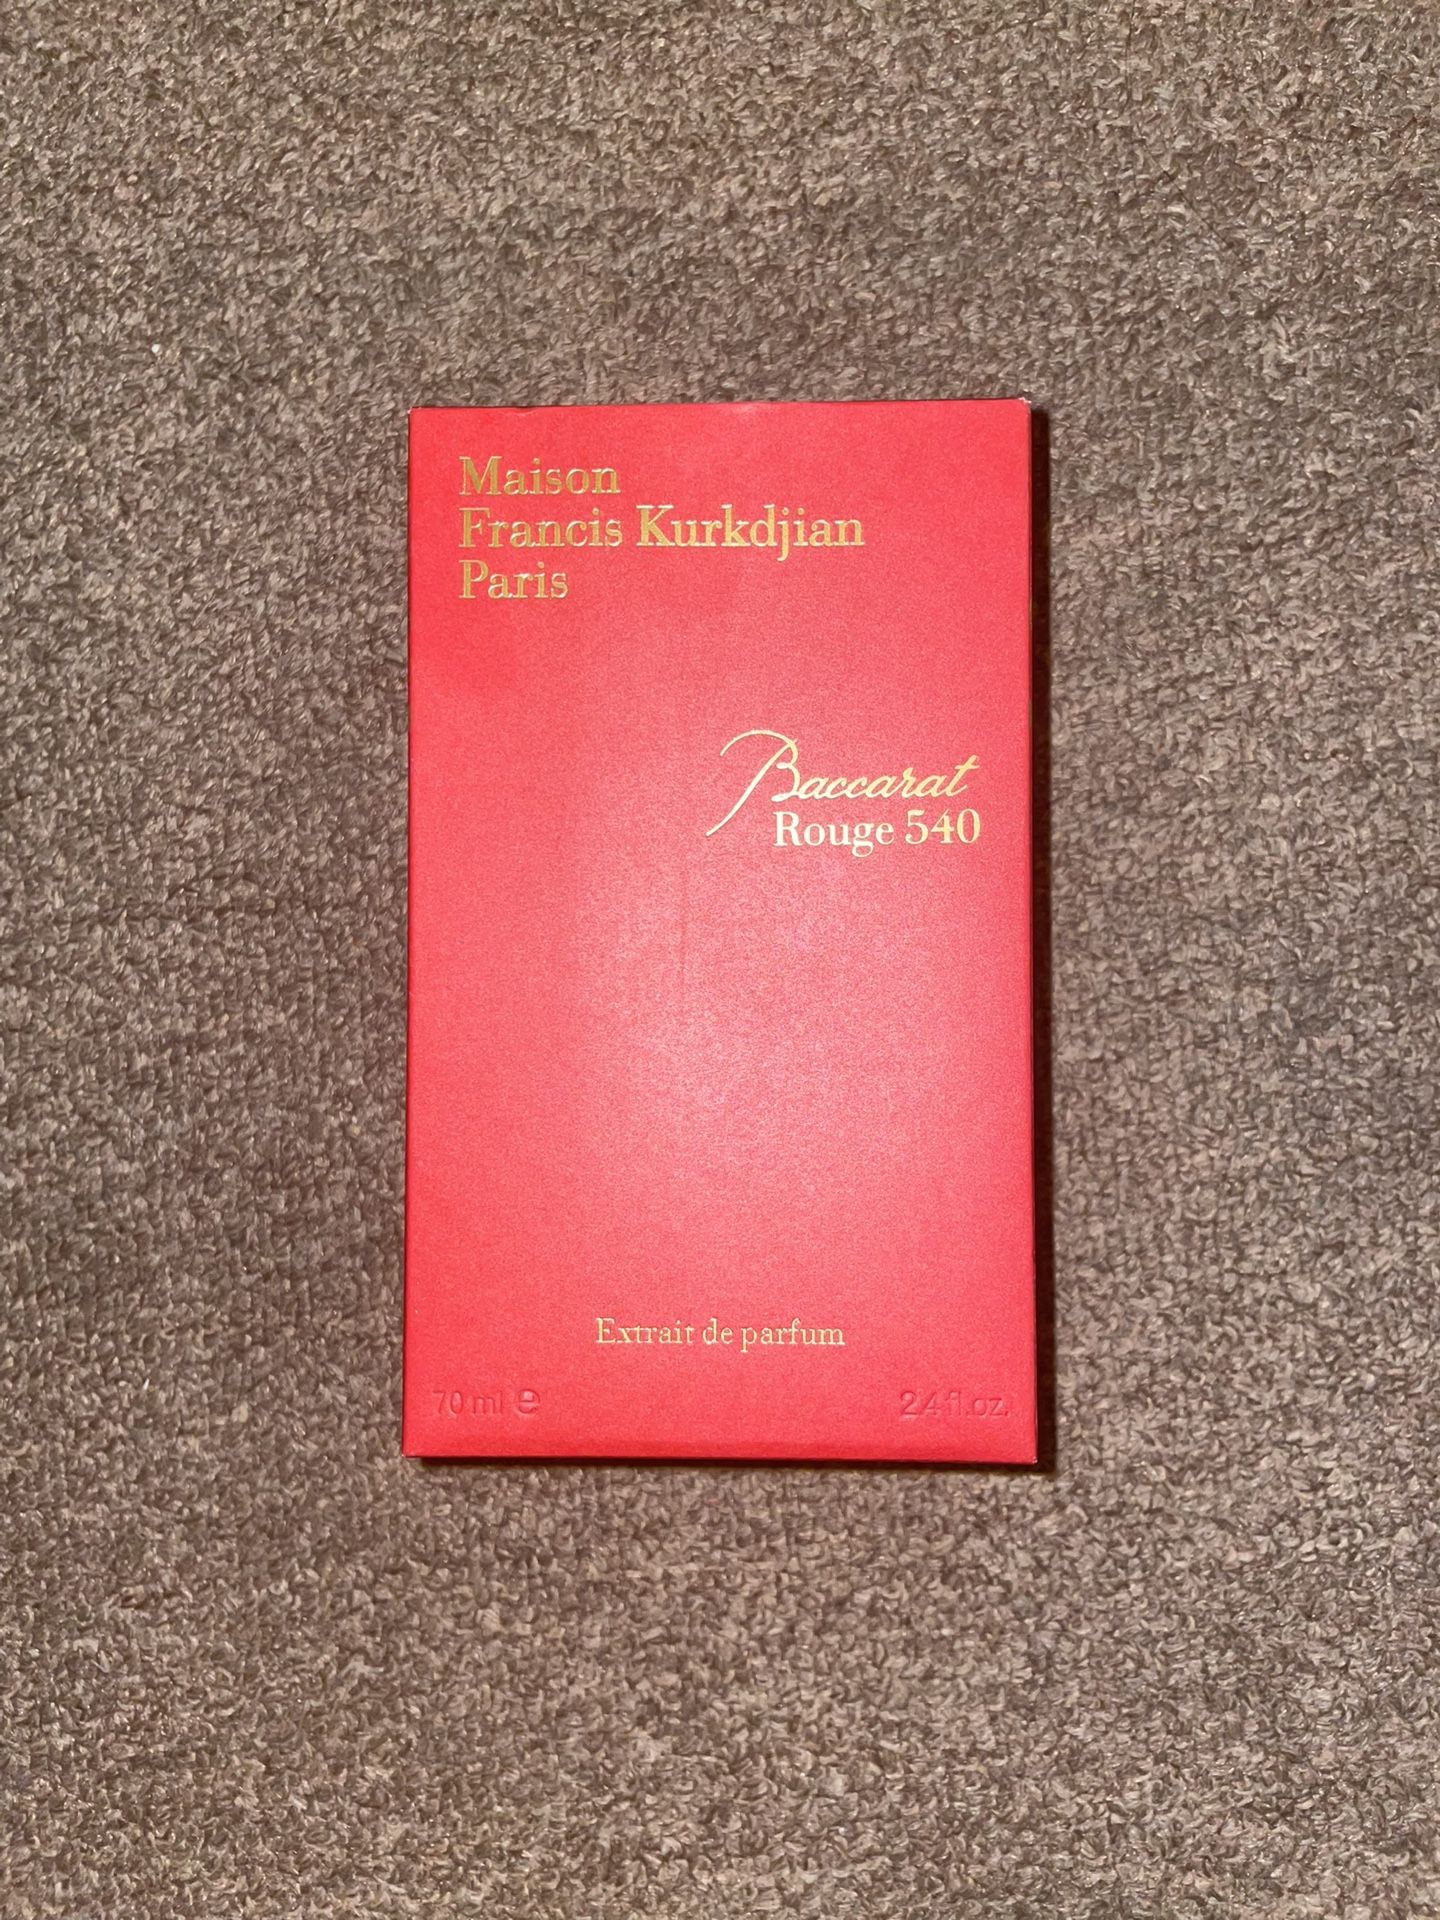 Maison
Francis Kurkdjian
Paris
Baccarat
Rouge 540
Extrait de parfum
70 ml ℮ 2.4 fl.oz.